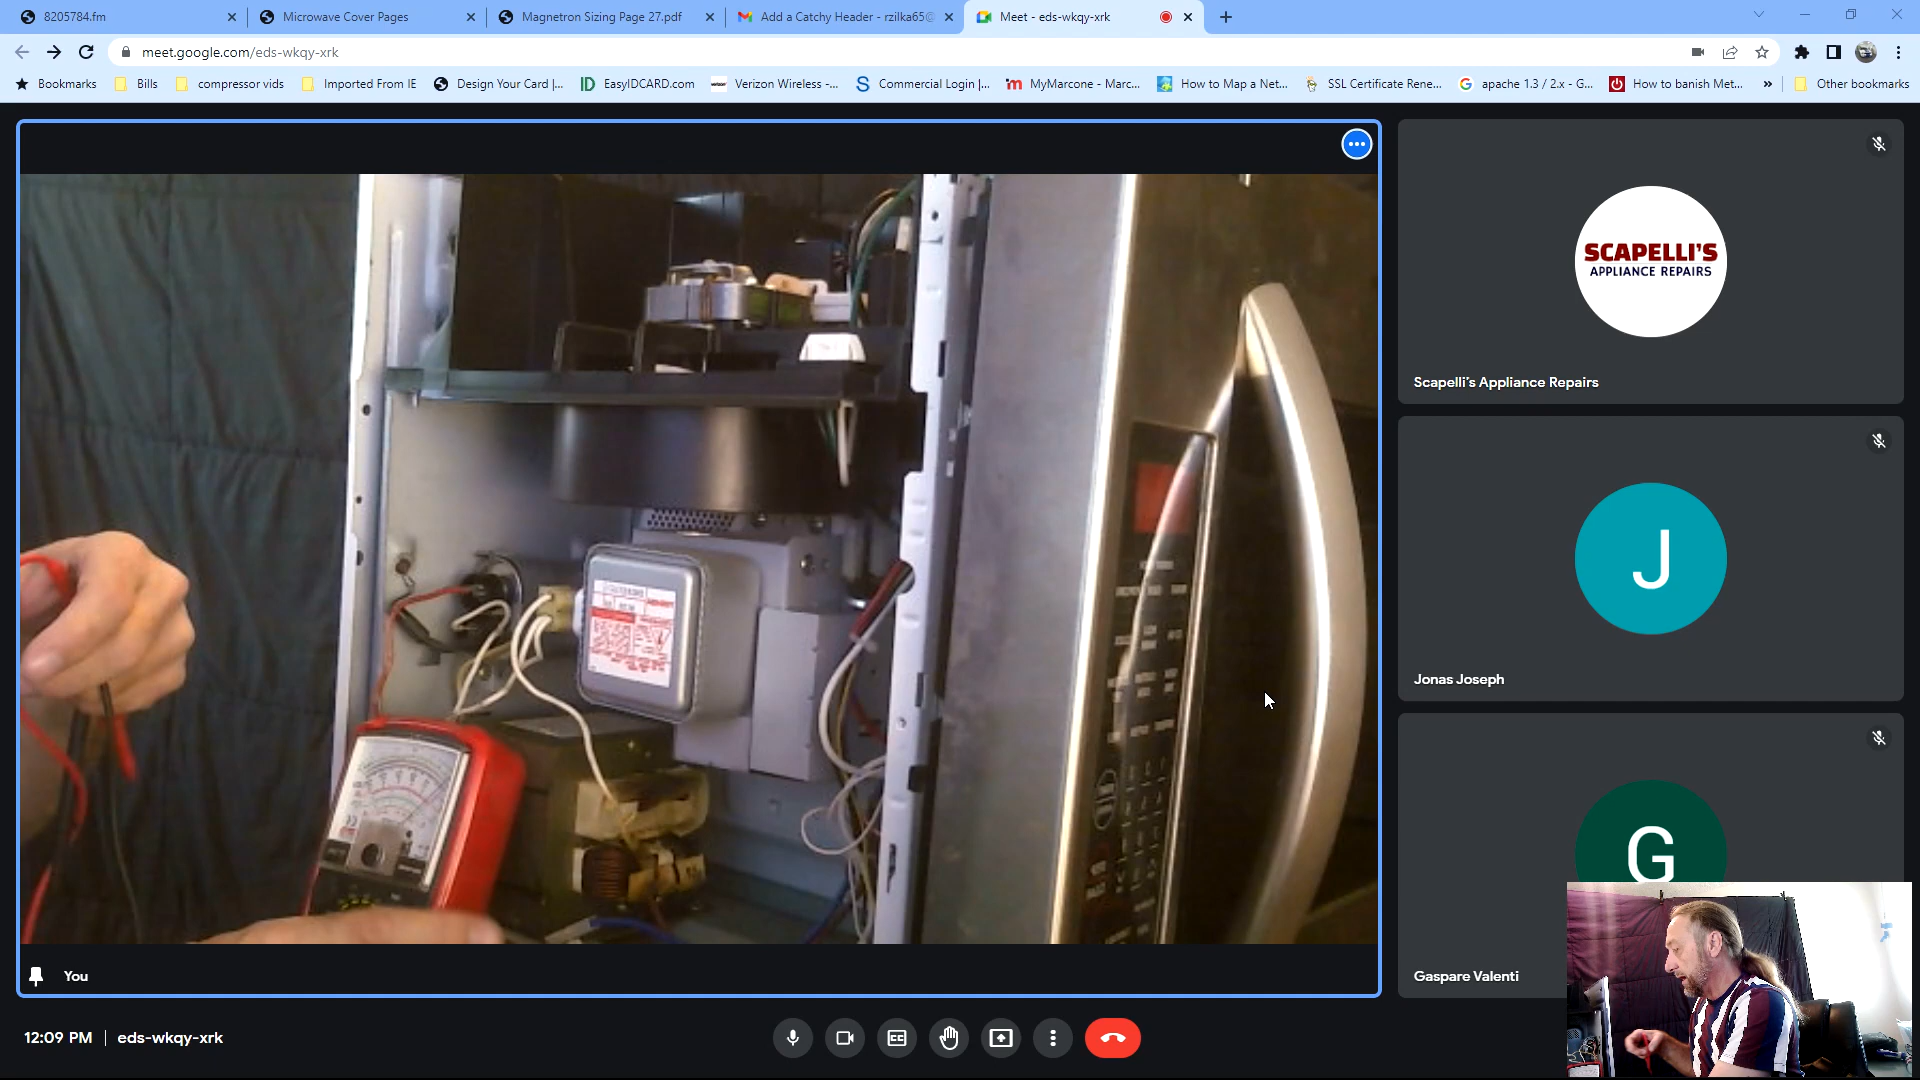 8205784.fm
Microwave Cover Pages
Magnetron Sizing Page 27.pdf
Add a Catchy Header - rzilka65@
Meet - eds-wkqy-xrk
meet.google.com/eds-wkqy-xrk
Bookmarks
Bills
compressor vids
Imported From IE
Design Your Card |...
EasyIDCARD.com
Verizon Wireless -...
Commercial Login |...
MyMarcone - Marc...
How to Map a Net...
SSL Certificate Rene...
apache 1.3 / 2.x - G...
How to banish Met...
Other bookmarks
SCAPELLI'S
APPLIANCE REPAIRS
Scapelli's Appliance Repairs
J
Jonas Joseph
G
Gaspare Valenti
You
12:09 PM | eds-wkqy-xrk